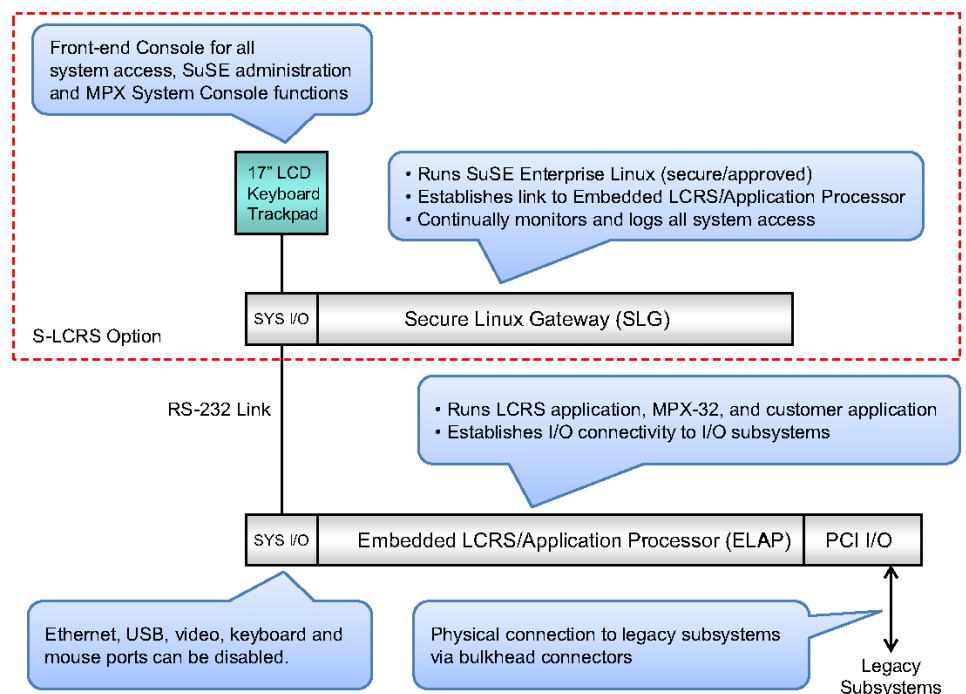 Front-end Console for all
system access, SuSE administration
and MPX System Console functions
17" LCD
Keyboard
Trackpad
• Runs SuSE Enterprise Linux (secure/approved)
• Establishes link to Embedded LCRS/Application Processor
• Continually monitors and logs all system access
SYS I/O
Secure Linux Gateway (SLG)
S-LCRS Option
RS-232 Link
• Runs LCRS application, MPX-32, and customer application
• Establishes I/O connectivity to I/O subsystems
SYS I/O
Embedded LCRS/Application Processor (ELAP)
PCI I/O
Ethernet, USB, video, keyboard and
mouse ports can be disabled.
Physical connection to legacy subsystems
via bulkhead connectors
Legacy
Subsystems